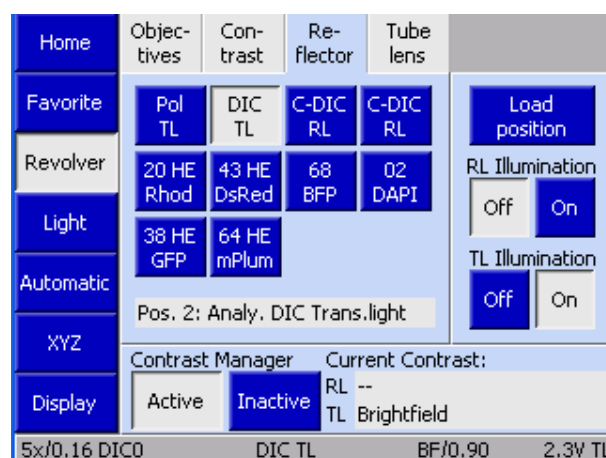 Home
Favorite
Revolver
Light
Automatic
XYZ
Display
Objec-
tives
Con-
trast
Re-
flector
Tube
lens
Pol
TL
DIC
TL
C-DIC
RL
C-DIC
RL
20 HE
Rhod
43 HE
DsRed
68
BFP
02
DAPI
38 HE
GFP
64 HE
mPlum
Pos. 2: Analy. DIC Trans.light
Load
position
RL Illumination
Off On
TL Illumination
Off On
Contrast Manager Current Contrast:
Active Inactive
RL --
TL Brightfield
5x/0.16 DIC0 DIC TL BF/0.90 2.3V TL